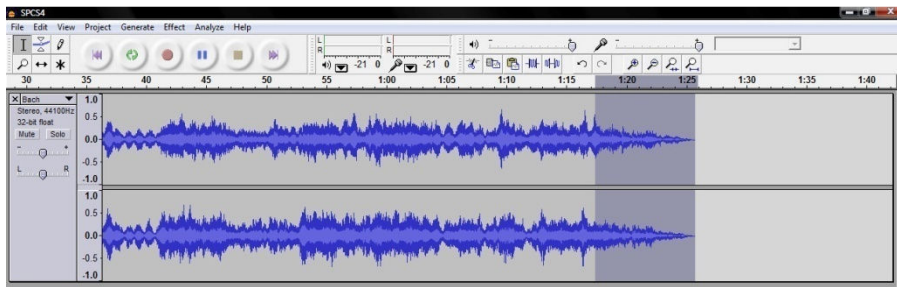 SPCS4
File Edit View Project Generate Effect Analyze Help
L
R
L
R
-21 0
-21 0
30 35 40 45 50 55 1:00 1:05 1:10 1:15 1:20 1:25 1:30 1:35 1:40
X Bach
Stereo, 44100Hz
32-bit float
Mute Solo
- +
L R
1.0
0.5
0.0
-0.5
-1.0
1.0
0.5
0.0
-0.5
-1.0